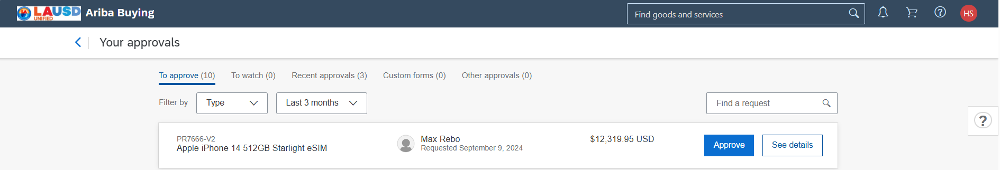 LAUSD
UNIFIED
Ariba Buying
Find goods and services
HS
Your approvals
To approve (10)
To watch (0)
Recent approvals (3)
Custom forms (0)
Other approvals (0)
Filter by
Type
Last 3 months
Find a request
?
PR7666-V2
Apple iPhone 14 512GB Starlight eSIM
Max Rebo
Requested September 9, 2024
$12,319.95 USD
Approve
See details